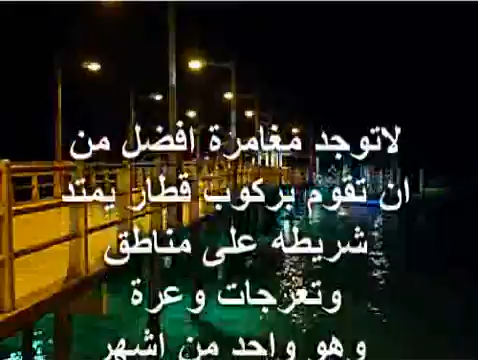 لاتوجد مغامرة افضل من
ان تقوم بركوب قطار يمتد
شريطه على مناطق
وتعرجات وعرة
وهو واحد من اشهر